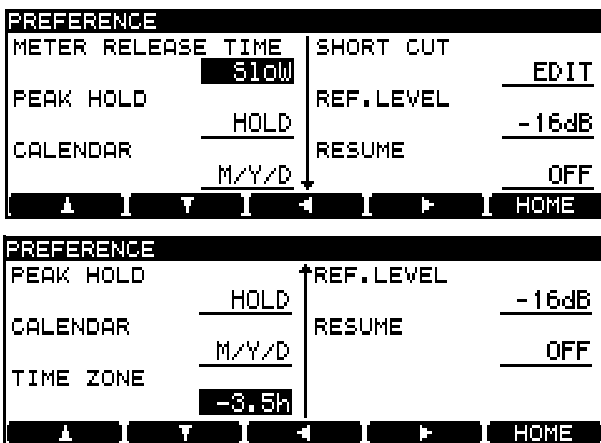 PREFERENCE
METER RELEASE TIME
Slow
PEAK HOLD
HOLD
CALENDAR
M/Y/D
SHORT CUT
EDIT
REF.LEVEL
-16dB
RESUME
OFF
HOME
PREFERENCE
PEAK HOLD
HOLD
CALENDAR
M/Y/D
TIME ZONE
-3.5h
REF.LEVEL
-16dB
RESUME
OFF
HOME